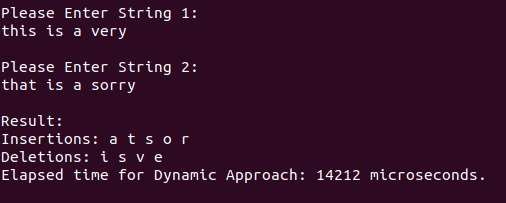 Please Enter String 1:
this is a very
Please Enter String 2:
that is a sorry
Result:
Insertions: a t s o r
Deletions: i s v e
Elapsed time for Dynamic Approach: 14212 microseconds.